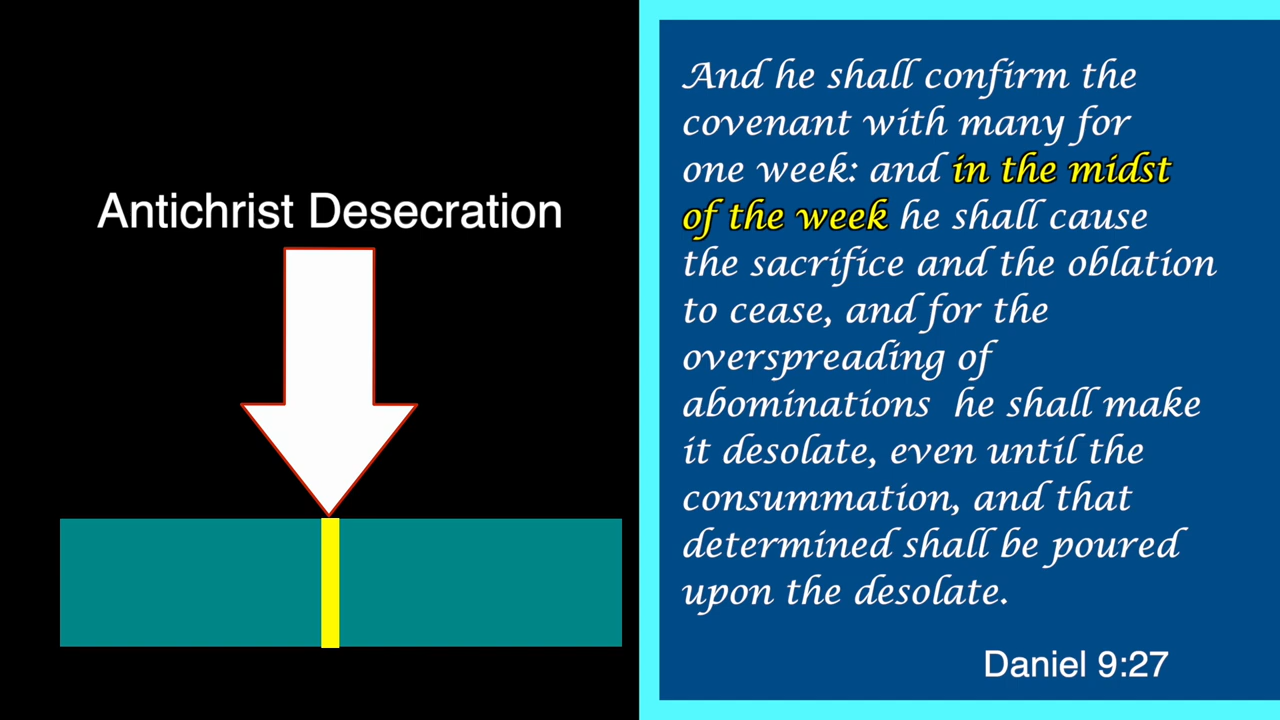 Antichrist Desecration
And he shall confirm the
covenant with many for
one week: and in the midst
of the week he shall cause
the sacrifice and the oblation
to cease, and for the
overspreading of
abominations  he shall make
it desolate, even until the
consummation, and that
determined shall be poured
upon the desolate.
Daniel 9:27